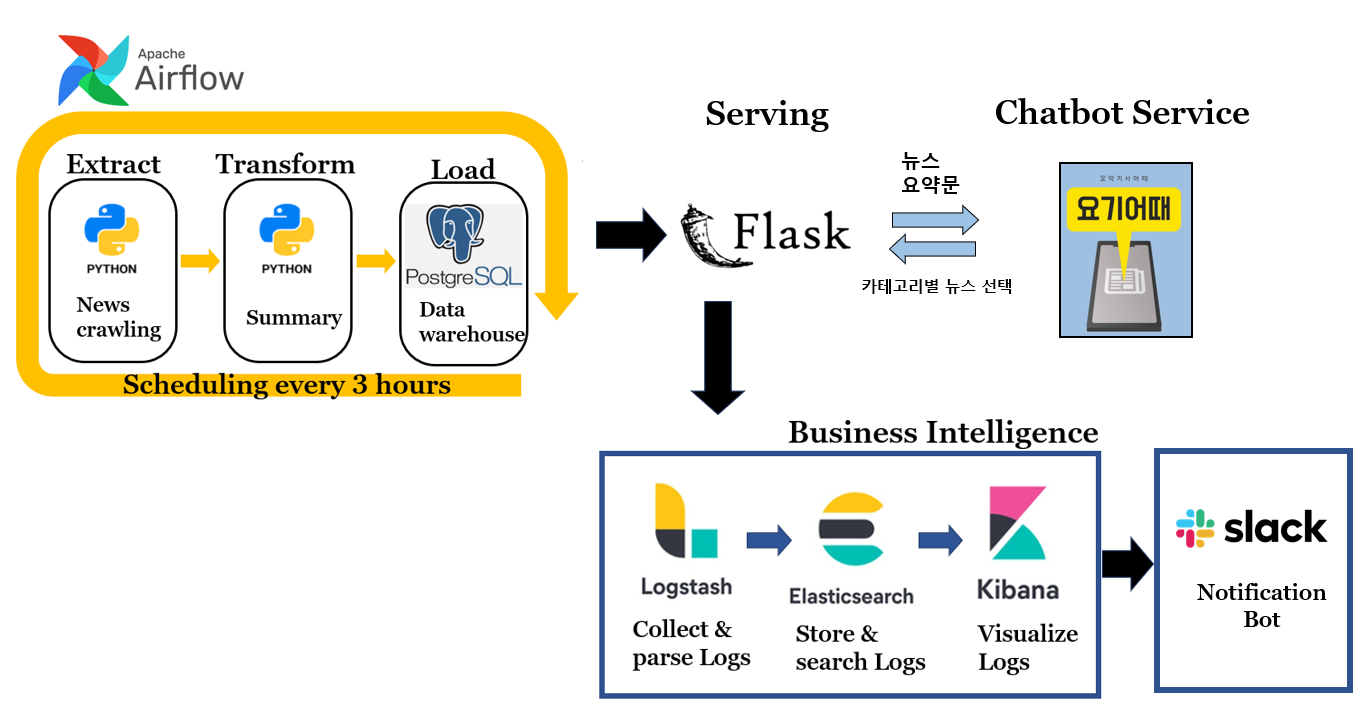 Apache
Airflow
Extract
Transform
Load
PYTHON
News
crawling
PYTHON
Summary
PostgreSQL
Data
warehouse
Scheduling every 3 hours
Serving
Flask
뉴스
요약문
카테고리별 뉴스 선택
Chatbot Service
요약기사어때
요기어때
Business Intelligence
Logstash
Collect &
parse Logs
Elasticsearch
Store &
search Logs
Kibana
Visualize
Logs
slack
Notification
Bot